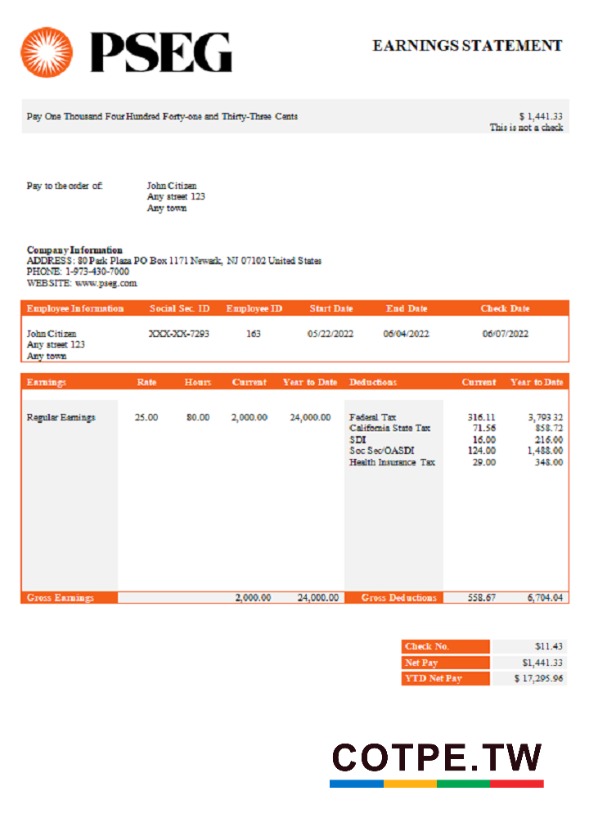 PSEG
EARNINGS STATEMENT
Pay One Thousand Four Hundred Forty-one and Thirty-Three Cents $ 1,441.33
This is not a check
Pay to the order of: John Citizen
Any street 123
Any town
Company Information
ADDRESS: 80 Park Plaza PO Box 1171 Newark, NJ 07102 United States
PHONE: 1-973-430-7000
WEBSITE: www.pseg.com
Employee Information Social Sec. ID Employee ID Start Date End Date Check Date
John Citizen XXX-XX-7293 163 05/22/2022 06/04/2022 06/07/2022
Any street 123
Any town
Earnings Rate Hours Current Year to Date Deductions Current Year to Date
Regular Earnings 25.00 80.00 2,000.00 24,000.00 Federal Tax 316.11 3,793.32
California State Tax 71.56 858.72
SDI 16.00 216.00
Soc Sec/OASDI 124.00 1,488.00
Health Insurance Tax 29.00 348.00
Gross Earnings 2,000.00 24,000.00 Gross Deductions 558.67 6,704.04
Check No. $11.43
Net Pay $1,441.33
YTD Net Pay $ 17,295.96
COTPE.TW